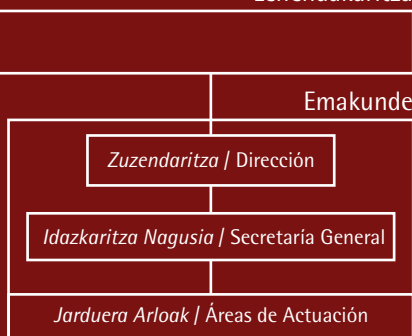 Emakunde
Zuzendaritza / Dirección
Idazkaritza Nagusia / Secretaría General
Jarduera Arloak / Áreas de Actuación